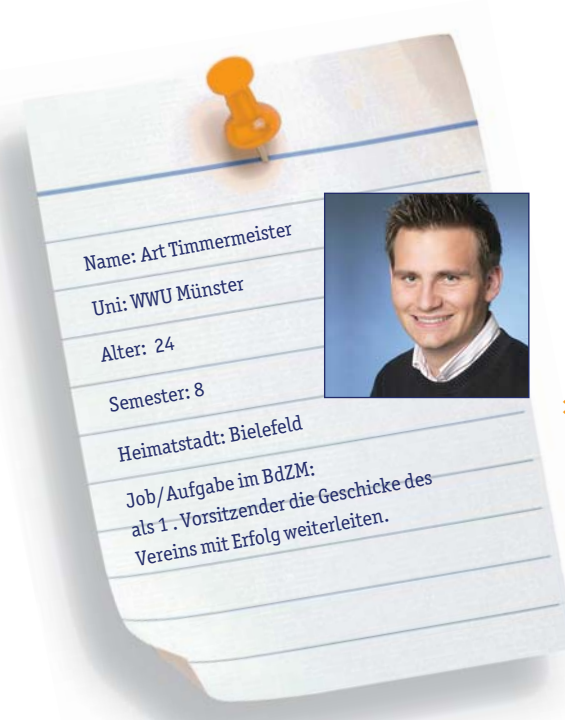 Name: Art Timmermeister
Uni: WWU Münster
Alter: 24
Semester: 8
Heimatstadt: Bielefeld
Job/Aufgabe im BdZM:
als 1 . Vorsitzender die Geschicke des
Vereins mit Erfolg weiterleiten.